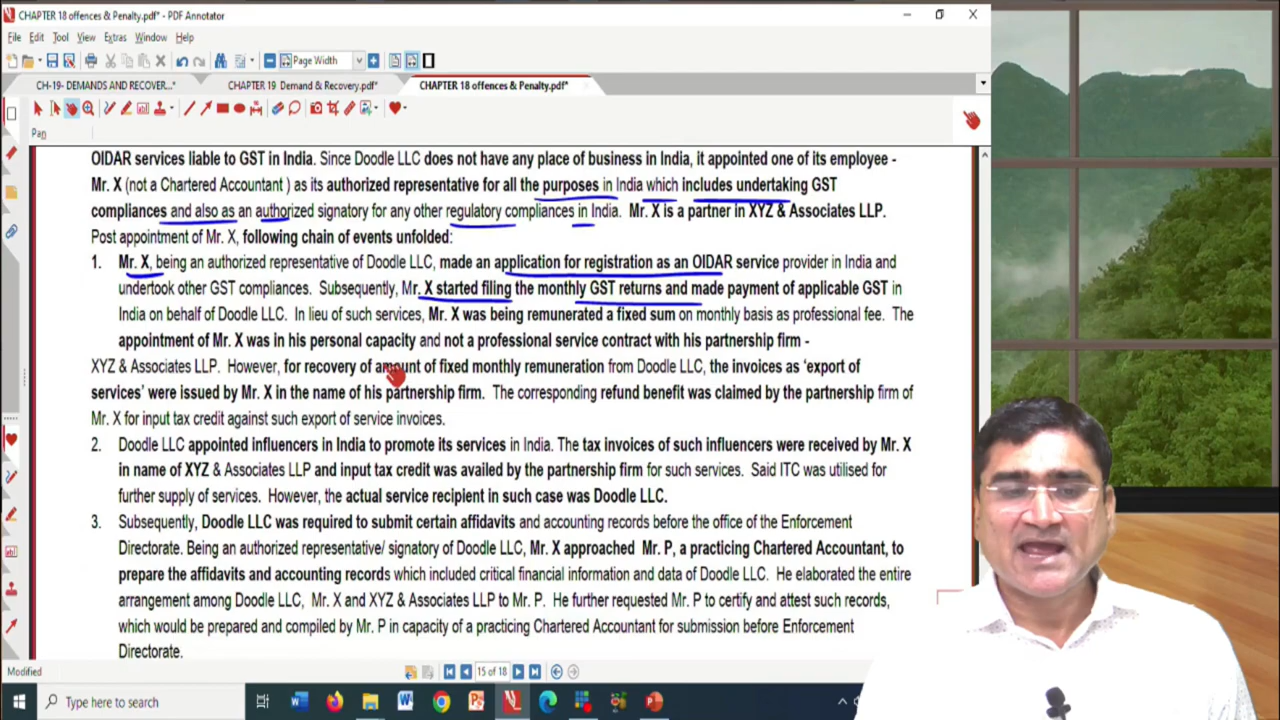 CHAPTER 18 offences & Penalty.pdf* - PDF Annotator
File Edit Tool View Extras Window Help
Page Width
CH-19- DEMANDS AND RECOVER...* CHAPTER 19 Demand & Recovery.pdf* CHAPTER 18 offences & Penalty.pdf*
Pan
OIDAR services liable to GST in India. Since Doodle LLC does not have any place of business in India, it appointed one of its employee -
Mr. X (not a Chartered Accountant ) as its authorized representative for all the purposes in India which includes undertaking GST
compliances and also as an authorized signatory for any other regulatory compliances in India. Mr. X is a partner in XYZ & Associates LLP.
Post appointment of Mr. X, following chain of events unfolded:
1. Mr. X, being an authorized representative of Doodle LLC, made an application for registration as an OIDAR service provider in India and
undertook other GST compliances. Subsequently, Mr. X started filing the monthly GST returns and made payment of applicable GST in
India on behalf of Doodle LLC. In lieu of such services, Mr. X was being remunerated a fixed sum on monthly basis as professional fee. The
appointment of Mr. X was in his personal capacity and not a professional service contract with his partnership firm -
XYZ & Associates LLP. However, for recovery of amount of fixed monthly remuneration from Doodle LLC, the invoices as 'export of
services' were issued by Mr. X in the name of his partnership firm. The corresponding refund benefit was claimed by the partnership firm of
Mr. X for input tax credit against such export of service invoices.
2. Doodle LLC appointed influencers in India to promote its services in India. The tax invoices of such influencers were received by Mr. X
in name of XYZ & Associates LLP and input tax credit was availed by the partnership firm for such services. Said ITC was utilised for
further supply of services. However, the actual service recipient in such case was Doodle LLC.
3. Subsequently, Doodle LLC was required to submit certain affidavits and accounting records before the office of the Enforcement
Directorate. Being an authorized representative/ signatory of Doodle LLC, Mr. X approached Mr. P, a practicing Chartered Accountant, to
prepare the affidavits and accounting records which included critical financial information and data of Doodle LLC. He elaborated the entire
arrangement among Doodle LLC, Mr. X and XYZ & Associates LLP to Mr. P. He further requested Mr. P to certify and attest such records,
which would be prepared and compiled by Mr. P in capacity of a practicing Chartered Accountant for submission before Enforcement
Directorate.
Modified 15 of 18
Type here to search